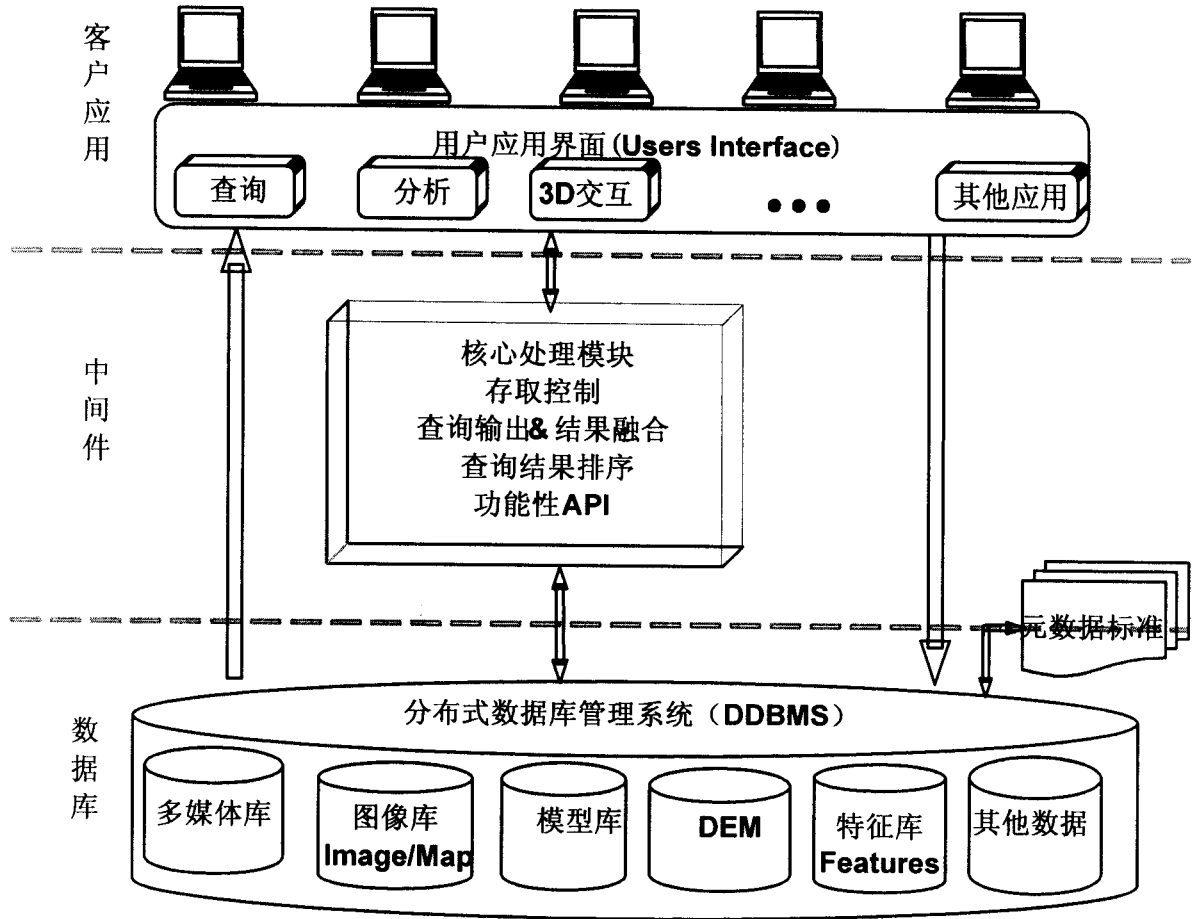 客户应用
用户应用界面(Users Interface)
查询
分析
3D交互
•••
其他应用
中间件
核心处理模块
存取控制
查询输出&结果融合
查询结果排序
功能性API
元数据标准
数据库
分布式数据库管理系统（DDBMS）
多媒体库
图像库
Image/Map
模型库
DEM
特征库
Features
其他数据